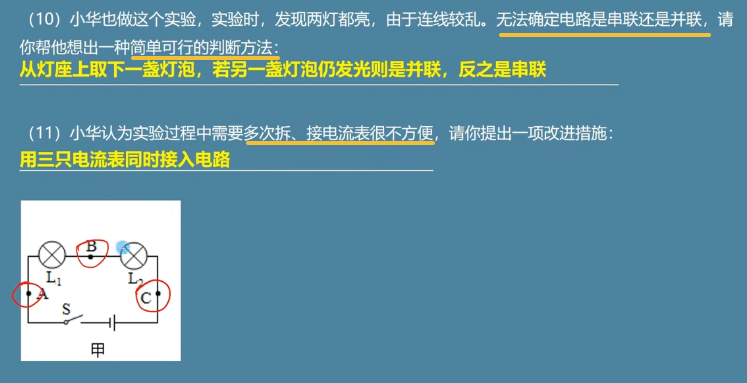 （10）小华也做这个实验，实验时，发现两灯都亮，由于连线较乱。无法确定电路是串联还是并联，请
你帮他想出一种简单可行的判断方法：
从灯座上取下一盏灯泡，若另一盏灯泡仍发光则是并联，反之是串联
（11）小华认为实验过程中需要多次拆、接电流表很不方便，请你提出一项改进措施：
用三只电流表同时接入电路
B
L₁ L₂
A C
S
甲